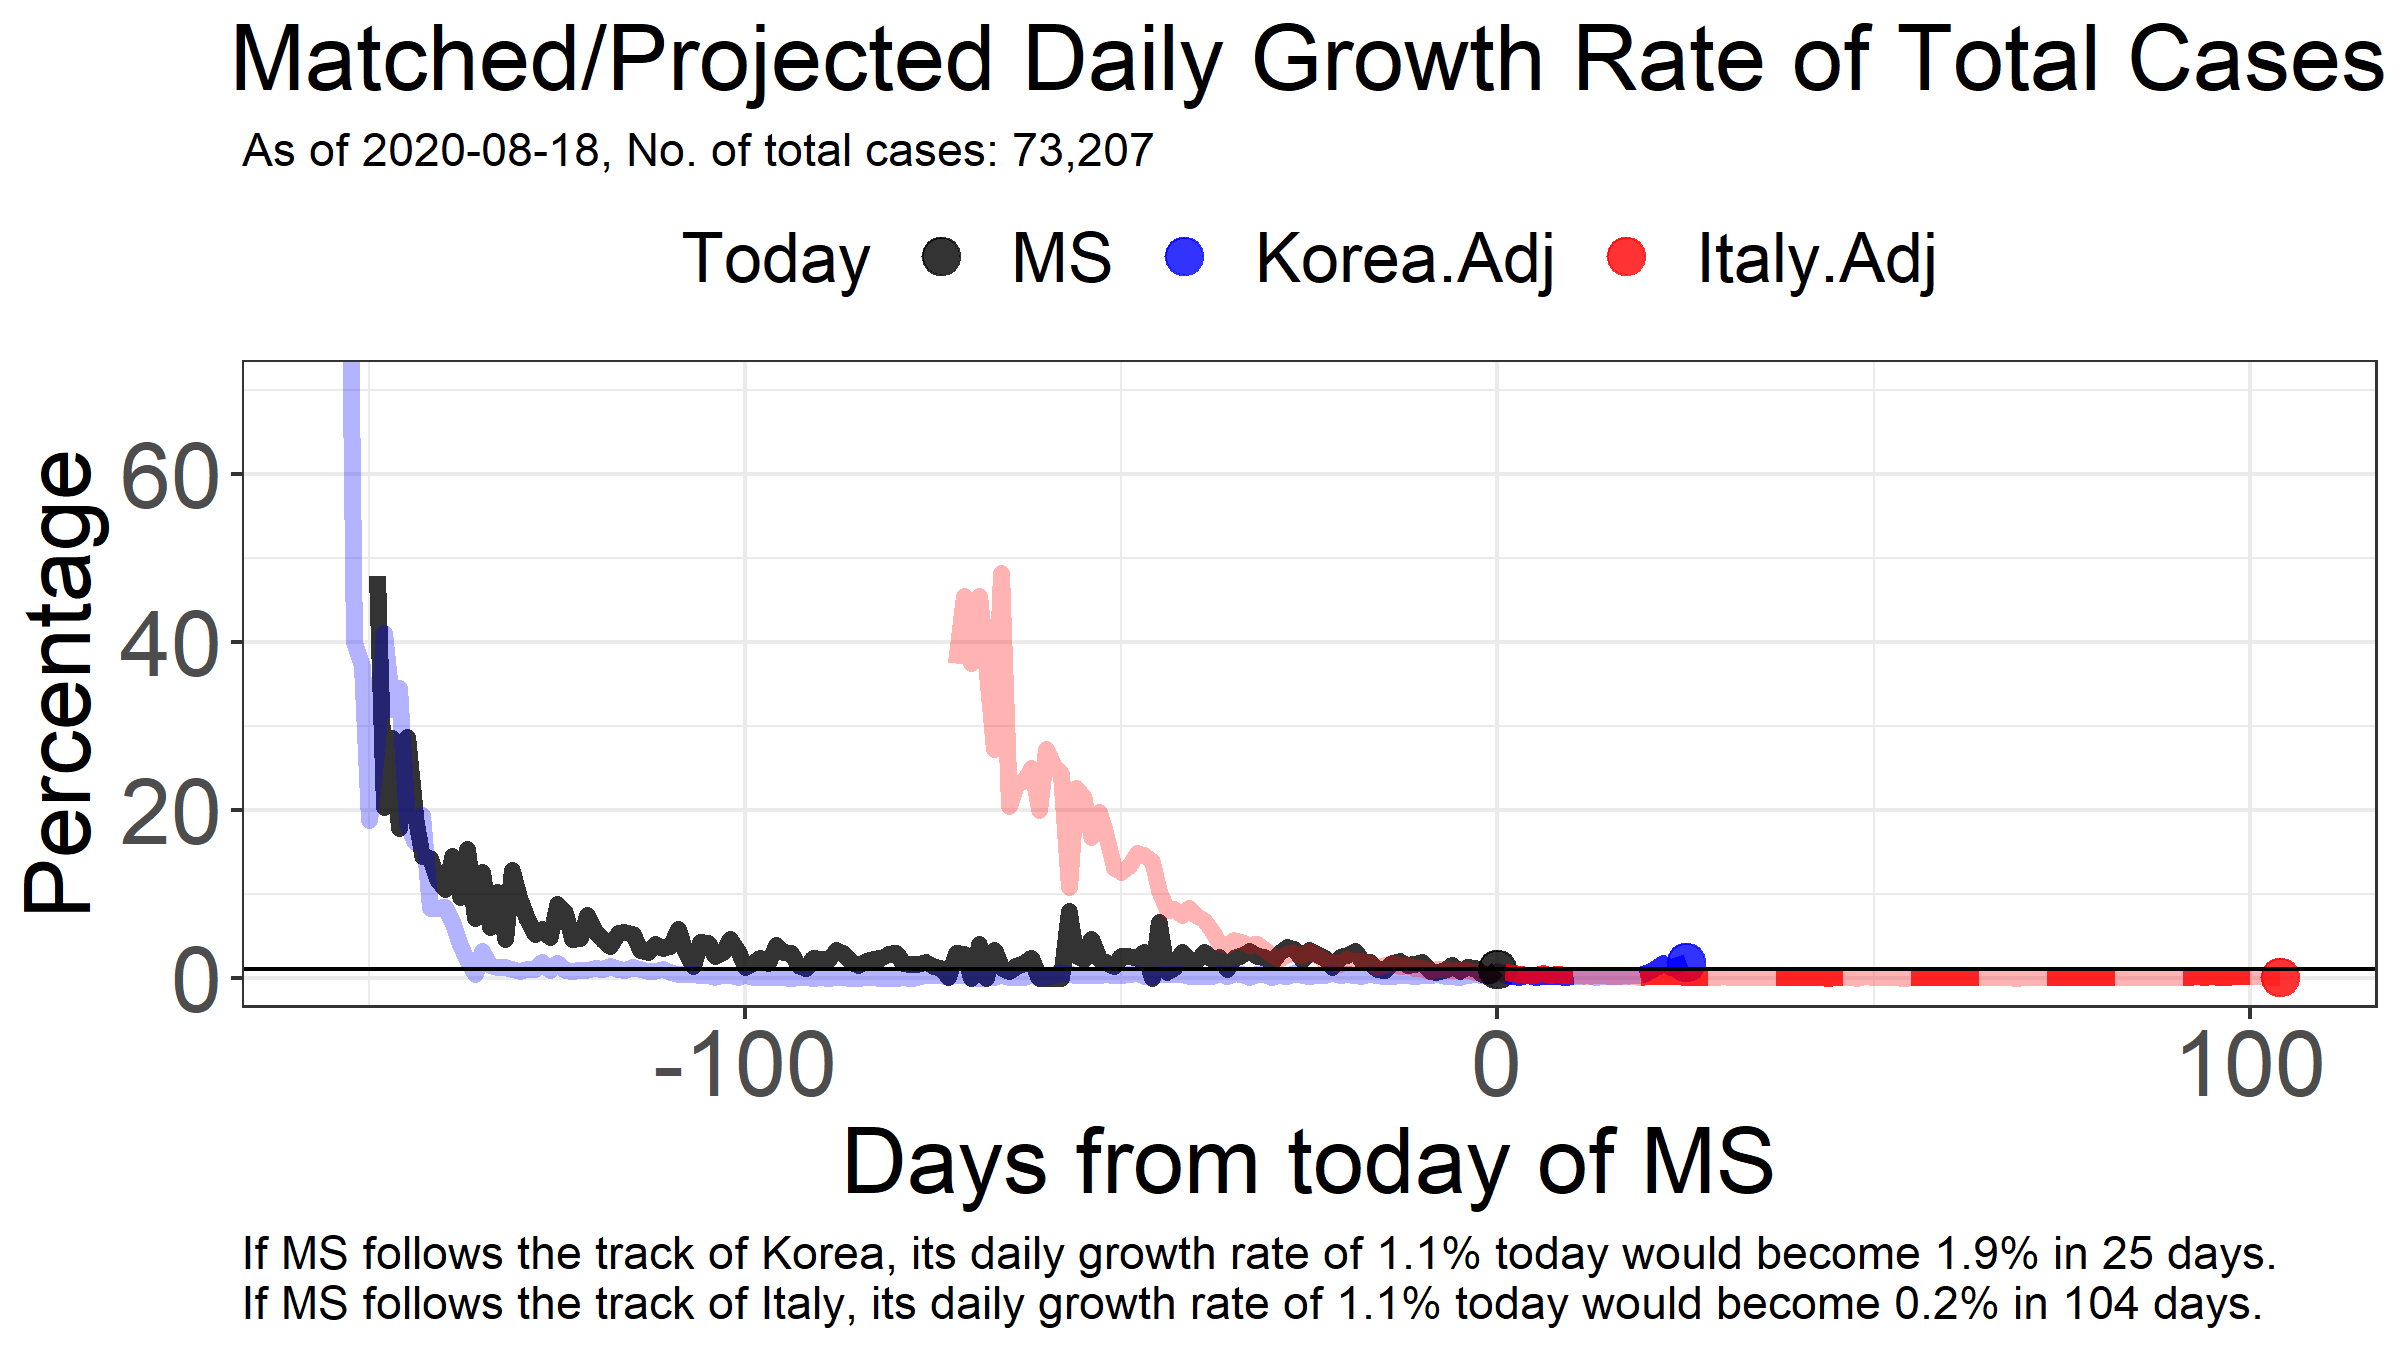 Matched/Projected Daily Growth Rate of Total Cases
As of 2020-08-18, No. of total cases: 73,207
Today MS Korea.Adj Italy.Adj
Percentage
60
40
20
0
-100 0 100
Days from today of MS
If MS follows the track of Korea, its daily growth rate of 1.1% today would become 1.9% in 25 days.
If MS follows the track of Italy, its daily growth rate of 1.1% today would become 0.2% in 104 days.